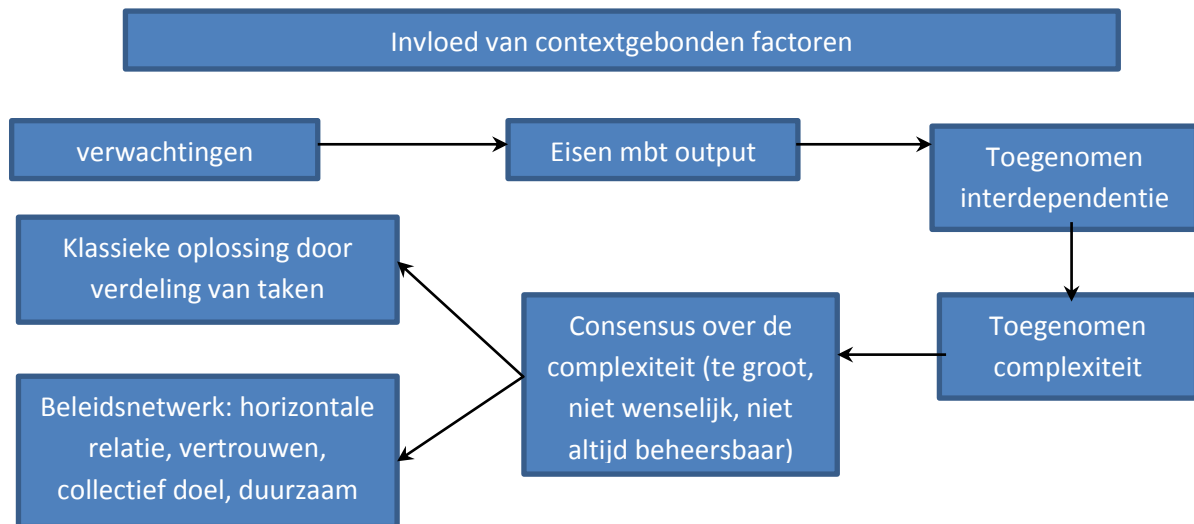 Invloed van contextgebonden factoren
verwachtingen
Eisen mbt output
Toegenomen
interdependentie
Klassieke oplossing door
verdeling van taken
Consensus over de
complexiteit (te groot,
niet wenselijk, niet
altijd beheersbaar)
Toegenomen
complexiteit
Beleidsnetwerk: horizontale
relatie, vertrouwen,
collectief doel, duurzaam